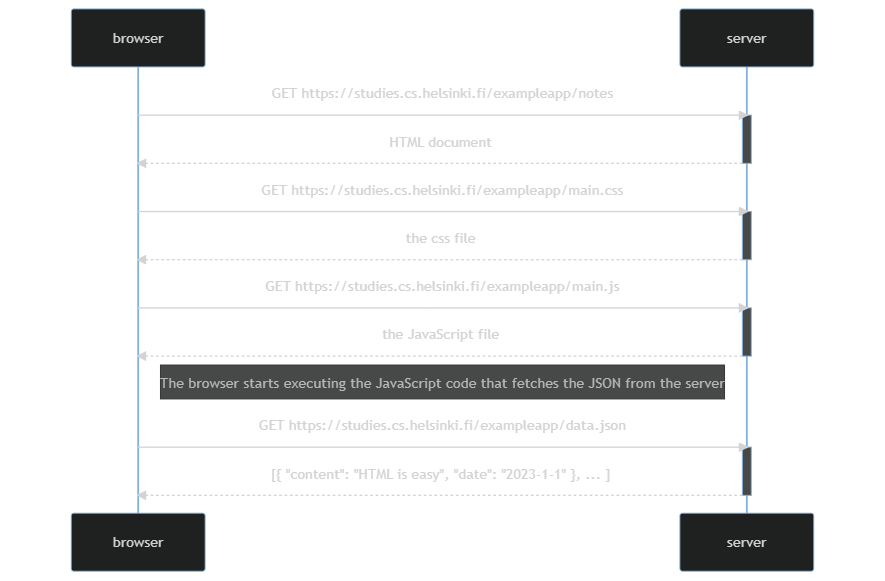 browser
server
GET https://studies.cs.helsinki.fi/exampleapp/notes
HTML document
GET https://studies.cs.helsinki.fi/exampleapp/main.css
the css file
GET https://studies.cs.helsinki.fi/exampleapp/main.js
the JavaScript file
The browser starts executing the JavaScript code that fetches the JSON from the server
GET https://studies.cs.helsinki.fi/exampleapp/data.json
[{ "content": "HTML is easy", "date": "2023-1-1" }, ... ]
browser
server